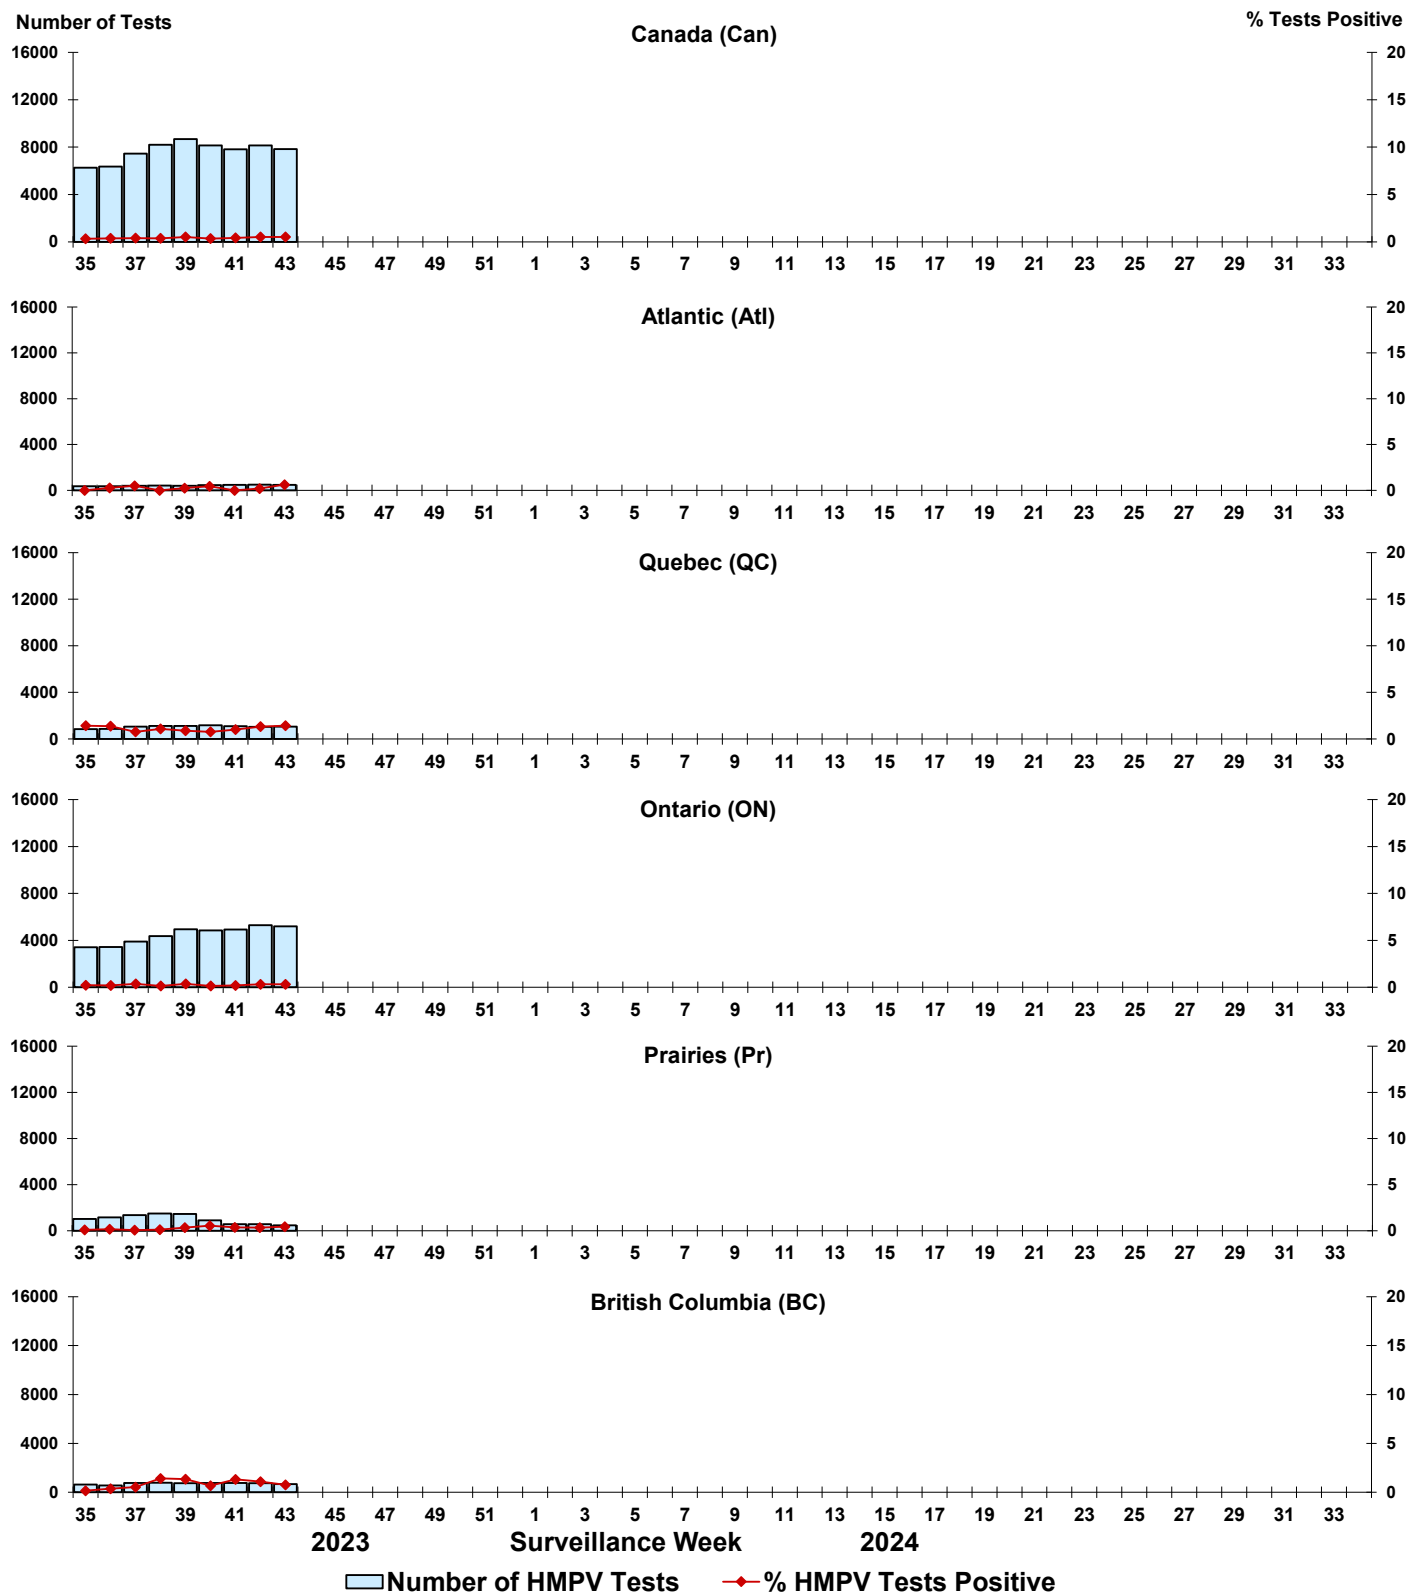 Number of Tests
% Tests Positive
Canada (Can)
16000 20
12000 15
8000 10
4000 5
0 0
35 37 39 41 43 45 47 49 51 1 3 5 7 9 11 13 15 17 19 21 23 25 27 29 31 33
Atlantic (Atl)
16000 20
12000 15
8000 10
4000 5
0 0
35 37 39 41 43 45 47 49 51 1 3 5 7 9 11 13 15 17 19 21 23 25 27 29 31 33
Quebec (QC)
16000 20
12000 15
8000 10
4000 5
0 0
35 37 39 41 43 45 47 49 51 1 3 5 7 9 11 13 15 17 19 21 23 25 27 29 31 33
Ontario (ON)
16000 20
12000 15
8000 10
4000 5
0 0
35 37 39 41 43 45 47 49 51 1 3 5 7 9 11 13 15 17 19 21 23 25 27 29 31 33
Prairies (Pr)
16000 20
12000 15
8000 10
4000 5
0 0
35 37 39 41 43 45 47 49 51 1 3 5 7 9 11 13 15 17 19 21 23 25 27 29 31 33
British Columbia (BC)
16000 20
12000 15
8000 10
4000 5
0 0
35 37 39 41 43 45 47 49 51 1 3 5 7 9 11 13 15 17 19 21 23 25 27 29 31 33
2023 Surveillance Week 2024
Number of HMPV Tests % HMPV Tests Positive